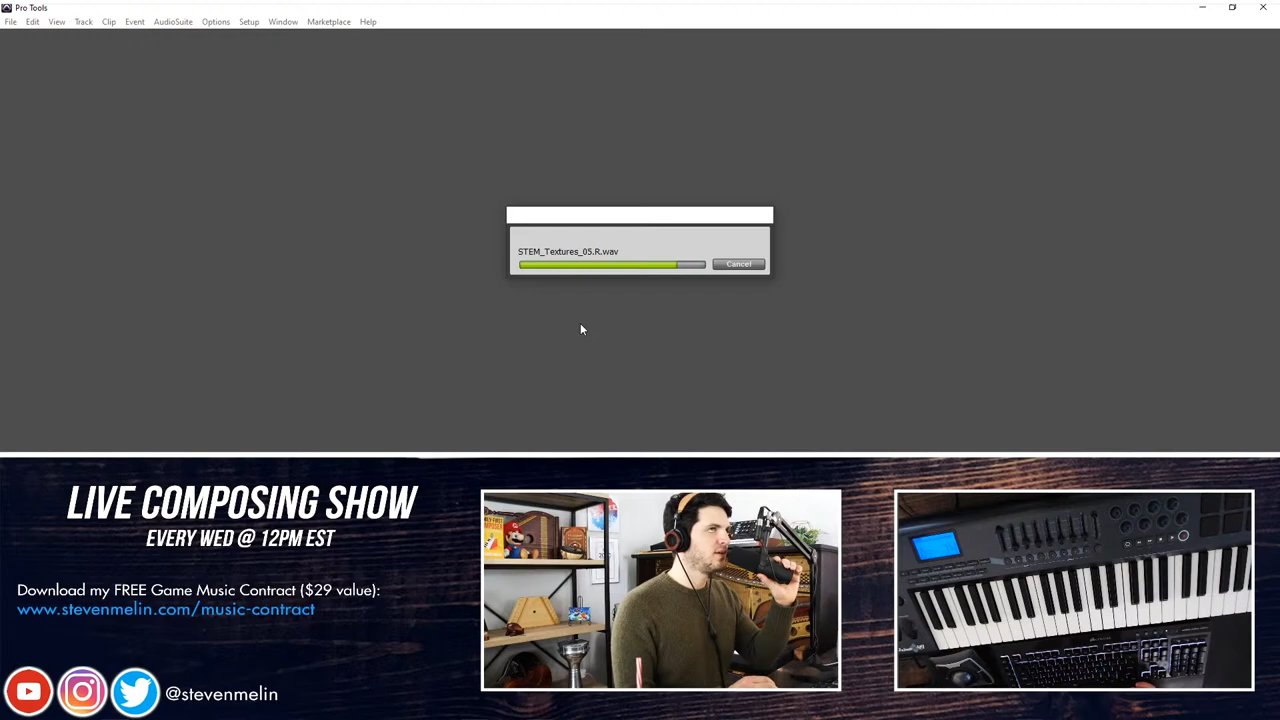 Pro Tools
File Edit View Track Clip Event AudioSuite Options Setup Window Marketplace Help
STEM_Textures_05.R.wav
Cancel
LIVE COMPOSING SHOW
EVERY WED @ 12PM EST
Download my FREE Game Music Contract ($29 value):
www.stevenmelin.com/music-contract
@stevenmelin